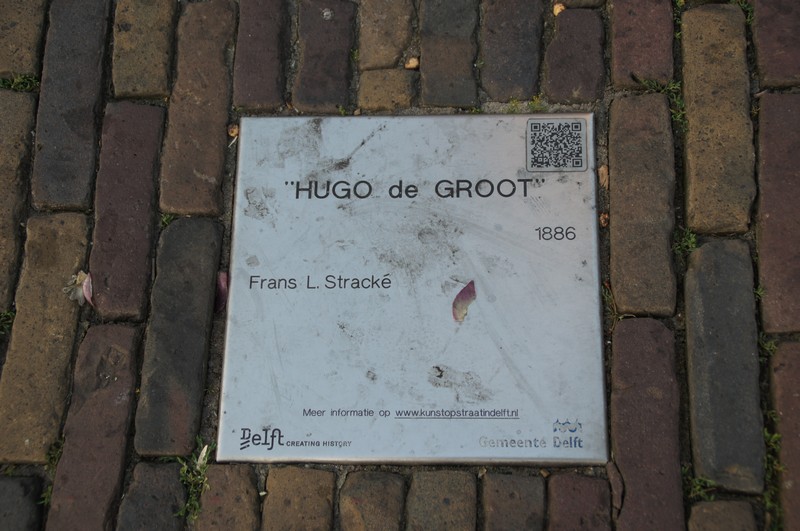 "HUGO de GROOT"
1886
Frans L. Stracké
Meer informatie op www.kunstopstraatindelft.nl
Delft CREATING HISTORY
Gemeente Delft